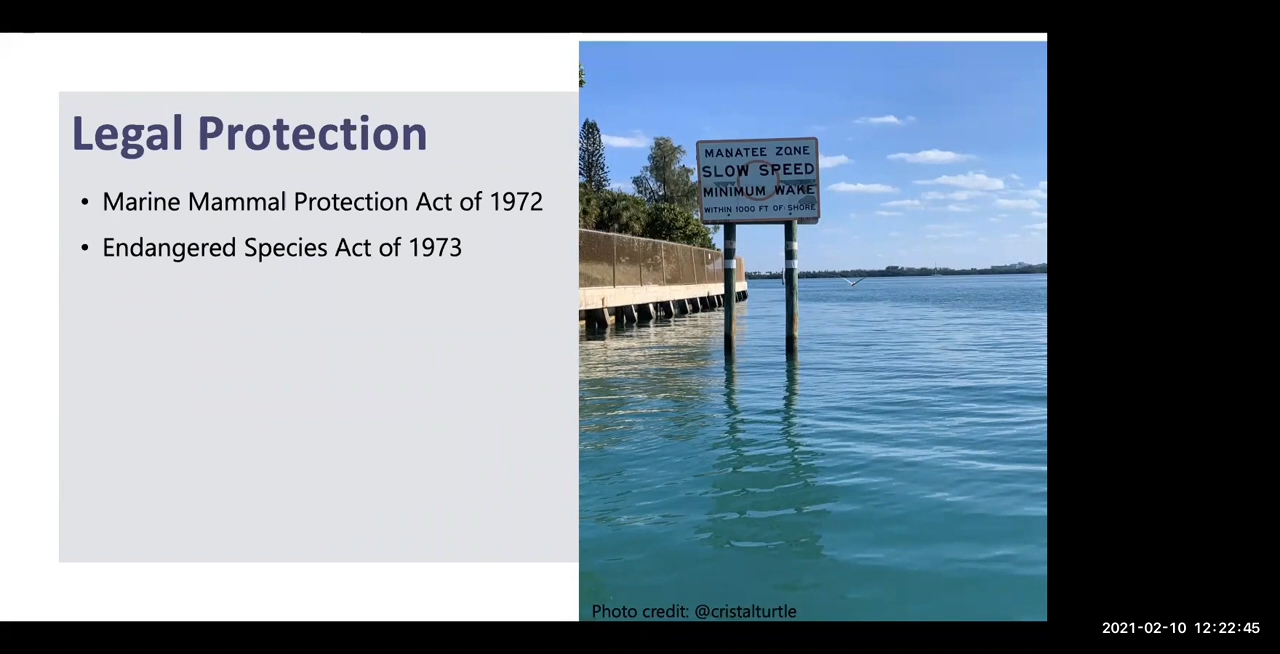 Legal Protection
• Marine Mammal Protection Act of 1972
• Endangered Species Act of 1973
MANATEE ZONE
SLOW SPEED
MINIMUM WAKE
WITHIN 1000 FT OF SHORE
Photo credit: @cristalturtle
2021-02-10 12:22:45